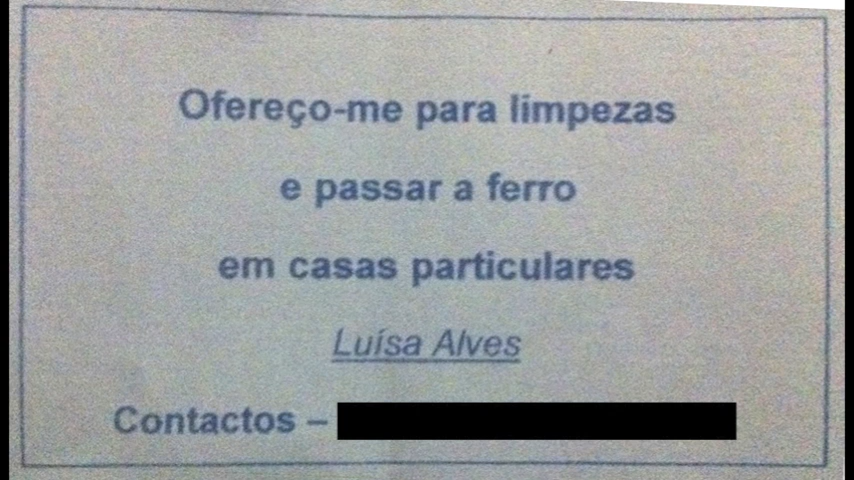 Ofereço-me para limpezas
e passar a ferro
em casas particulares
Luísa Alves
Contactos –